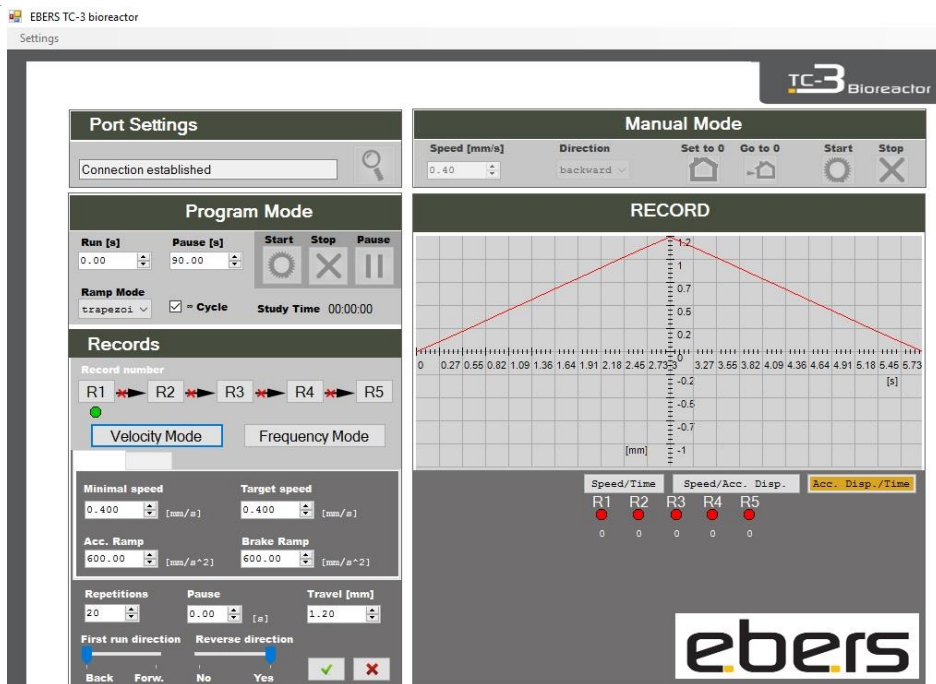 EBERS TC-3 bioreactor
Settings
TC-3 Bioreactor
Port Settings
Connection established
Manual Mode
Speed [mm/s] Direction Set to 0 Go to 0 Start Stop
0.40 backward
Program Mode
Run [s] Pause [s] Start Stop Pause
0.00 90.00
Ramp Mode
trapezoi ∞ Cycle Study Time 00:00:00
RECORD
1.2
1
0.7
0.5
0.2
0 0.27 0.55 0.82 1.09 1.36 1.64 1.91 2.18 2.45 2.73 3 0 3.27 3.55 3.82 4.09 4.36 4.64 4.91 5.18 5.45 5.73
-0.2 [s]
-0.5
-0.7
[mm] -1
Records
Record number
R1 R2 R3 R4 R5
Velocity Mode Frequency Mode
Minimal speed Target speed
0.400 [mm/s] 0.400 [mm/s]
Acc. Ramp Brake Ramp
600.00 [mm/s^2] 600.00 [mm/s^2]
Repetitions Pause Travel [mm]
20 0.00 [s] 1.20
First run direction Reverse direction
Back Forw. No Yes
Speed/Time Speed/Acc. Disp. Acc. Disp./Time
R1 R2 R3 R4 R5
0 0 0 0 0
ebers